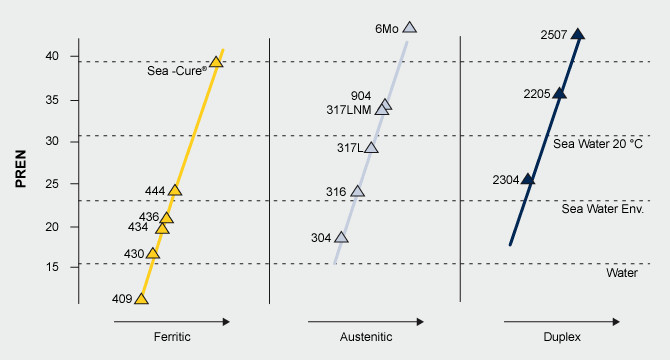 PREN
40
35
30
25
20
15
Sea -Cure®
444
436
434
430
409
6Mo
904
317LNM
317L
316
304
2507
2205
2304
Sea Water 20 °C
Sea Water Env.
Water
Ferritic
Austenitic
Duplex